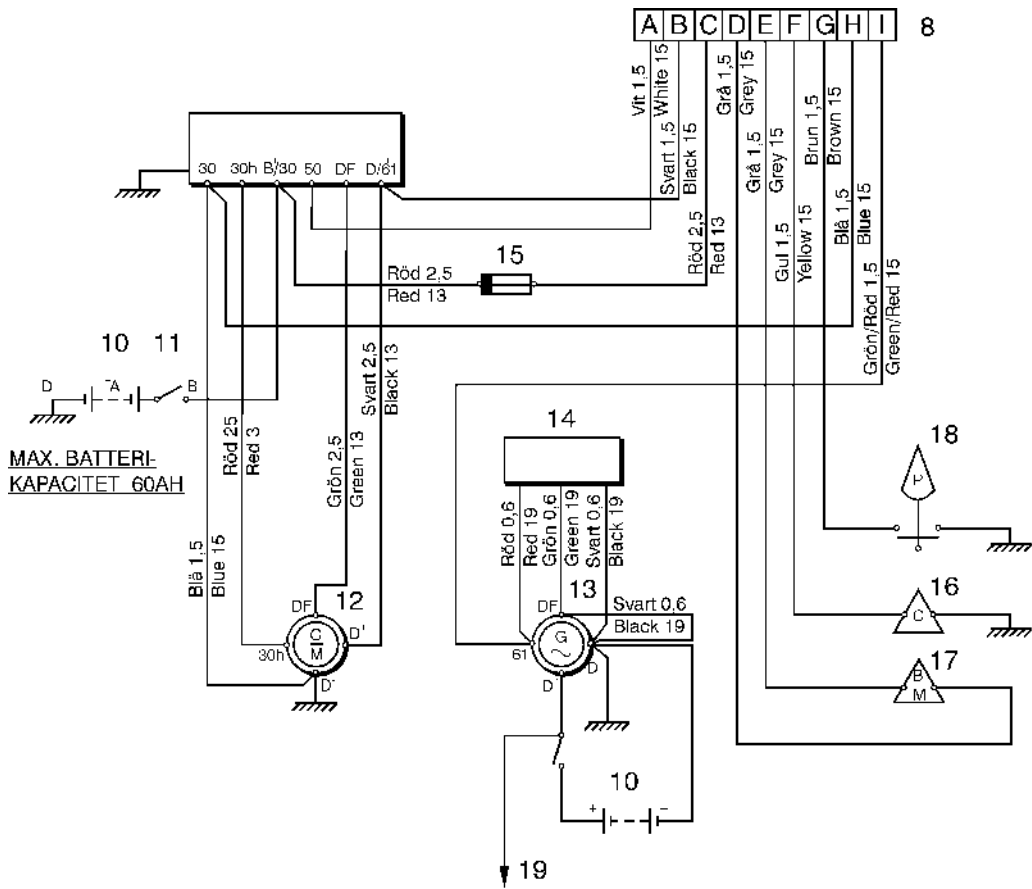 A B C D E F G H I 8
Vit 1,5
White 15
Svart 1,5
Black 15
Röd 2,5
Red 13
Grå 1,5
Grey 15
Grå 1,5
Grey 15
Gul 1,5
Yellow 15
Brun 1,5
Brown 15
Blå 1,5
Blue 15
Grön/Röd 1,5
Green/Red 15
30 30h B/30 50 DF D/61
15
Röd 2,5
Red 13
10 11
D A B
MAX. BATTERI-
KAPACITET 60AH
Röd 25
Red 3
Grön 2,5
Green 13
Svart 2,5
Black 13
Blå 1,5
Blue 15
12
DF
C
M
30h
D
14
Röd 0,6
Red 19
Grön 0,6
Green 19
Svart 0,6
Black 19
13
DF
Svart 0,6
Black 19
G
61
D
D
10
+ −
19
18
P
16
C
17
B
M